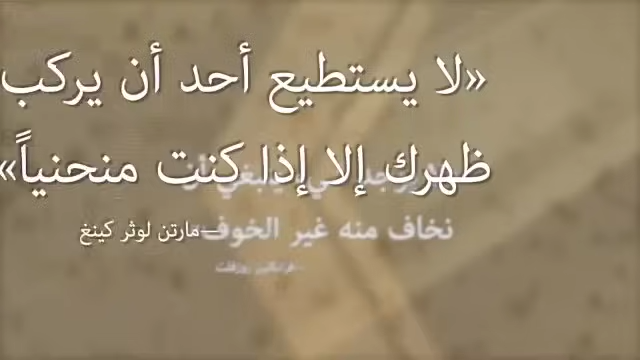 «لا يستطيع أحد أن يركب
ظهرك إلا إذا كنت منحنياً»
—مارتن لوثر كينغ
نخاف منه غير الخوف